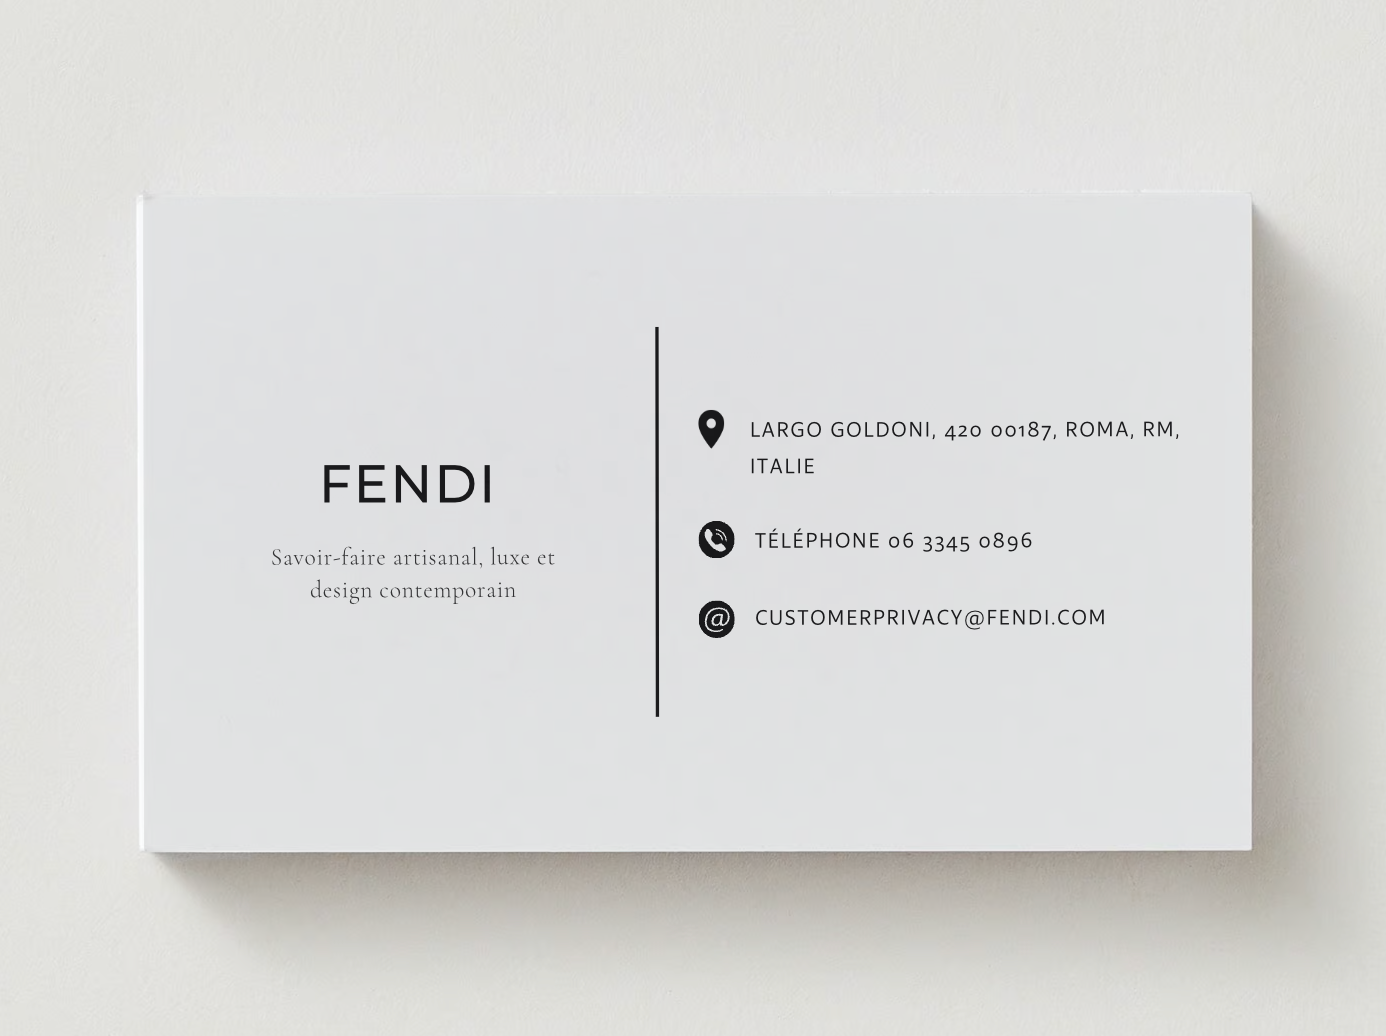 FENDI
Savoir-faire artisanal, luxe et
design contemporain
LARGO GOLDONI, 420 00187, ROMA, RM,
ITALIE
TÉLÉPHONE 06 3345 0896
CUSTOMERPRIVACY@FENDI.COM